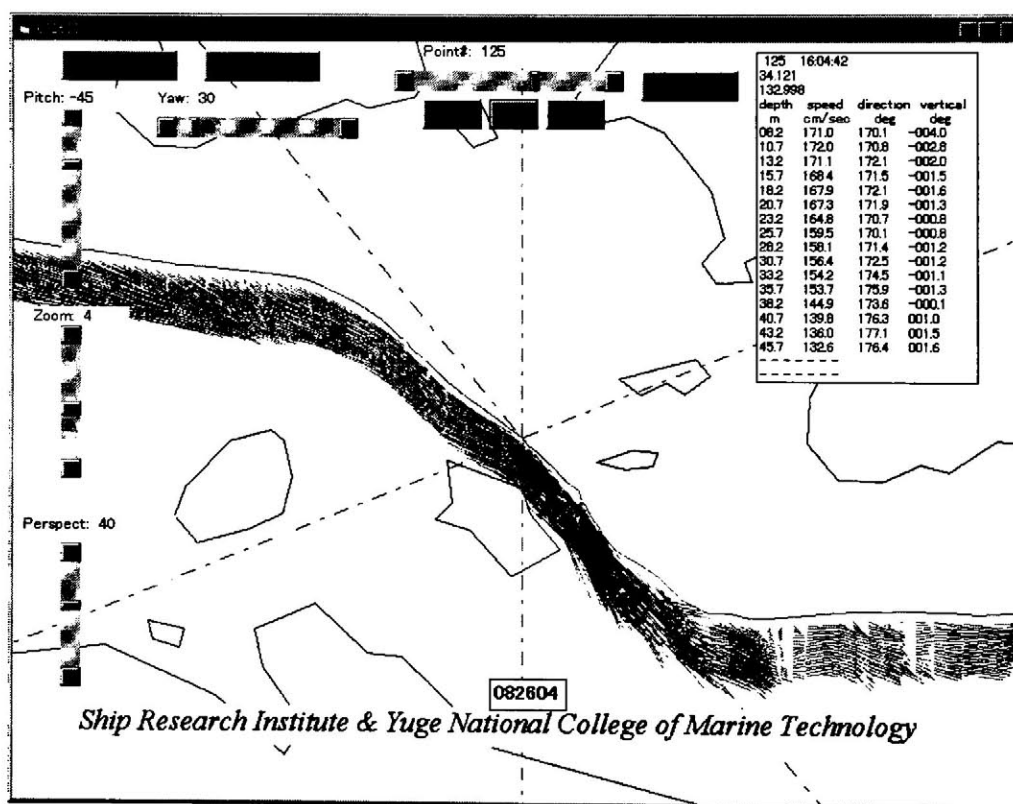 Point#: 125
Pitch: -45
Yaw: 30
125 16:04:42
34.121
132.998
depth speed direction vertical
m cm/sec deg deg
08.2 171.0 170.1 -004.0
10.7 172.0 170.8 -002.8
13.2 171.1 172.1 -002.0
15.7 168.4 171.5 -001.5
18.2 167.9 172.1 -001.6
20.7 167.3 171.9 -001.3
23.2 164.8 170.7 -000.8
25.7 159.5 170.1 -000.8
28.2 158.1 171.4 -001.2
30.7 156.4 172.5 -001.2
33.2 154.2 174.5 -001.1
35.7 153.7 175.9 -001.3
38.2 144.9 173.6 -000.1
40.7 139.8 176.3 001.0
43.2 136.0 177.1 001.5
45.7 132.6 176.4 001.6
Zoom: 4
Perspect: 40
082604
Ship Research Institute & Yuge National College of Marine Technology